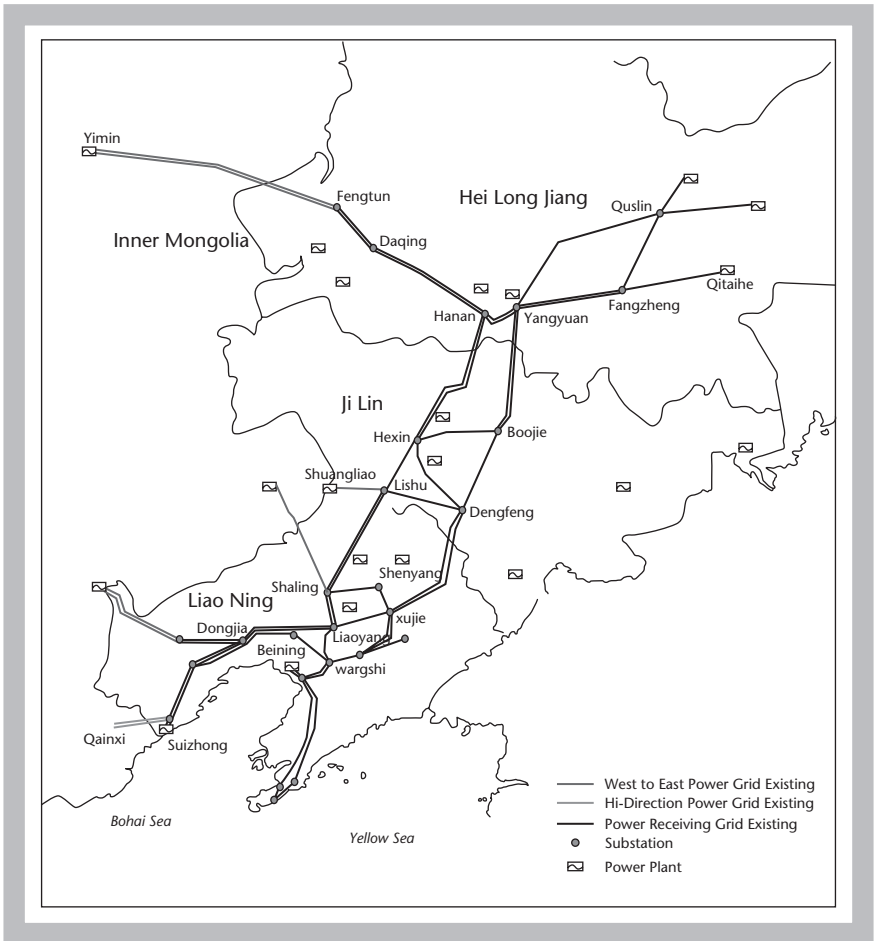 Yimin
Fengtun
Hei Long Jiang
Quslin
Inner Mongolia
Daqing
Qitaihe
Hanan
Yangyuan
Fangzheng
Ji Lin
Hexin
Boojie
Shuangliao
Lishu
Dengfeng
Shenyang
Shaling
Liao Ning
xujie
Dongjia
Liaoyang
Beining
wargshi
Qainxi
Suizhong
West to East Power Grid Existing
Hi-Direction Power Grid Existing
Power Receiving Grid Existing
Substation
Power Plant
Bohai Sea
Yellow Sea